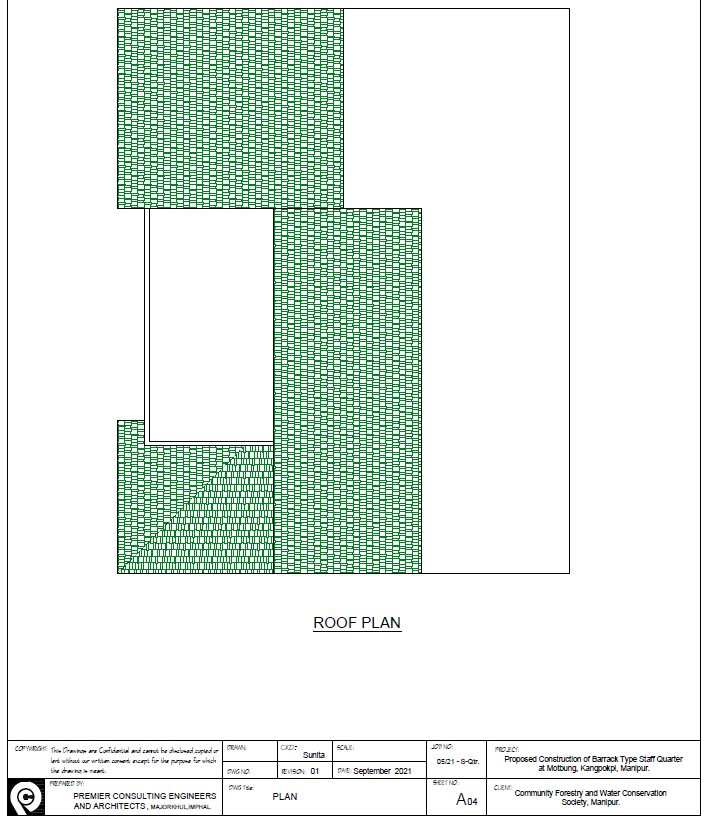 ROOF PLAN
COPYRIGHT: This Drawings are Confidential and cannot be disclosed, copied or
lent without our written consent except for the purpose for which
the drawing is meant.
DRAWN:
CKD:
Sunita
SCALE:
DWG NO:
REVISION: 01
DATE: September 2021
JOB NO:
05/21 - S-Qtr.
PROJECT:
Proposed Construction of Barrack Type Staff Quarter
at Motbung, Kangpokpi, Manipur.
PREPARED BY:
PREMIER CONSULTING ENGINEERS
AND ARCHITECTS , MAJORKHUL,IMPHAL
DWG Title:
PLAN
SHEET NO:
A04
CLIENT:
Community Forestry and Water Conservation
Society, Manipur.